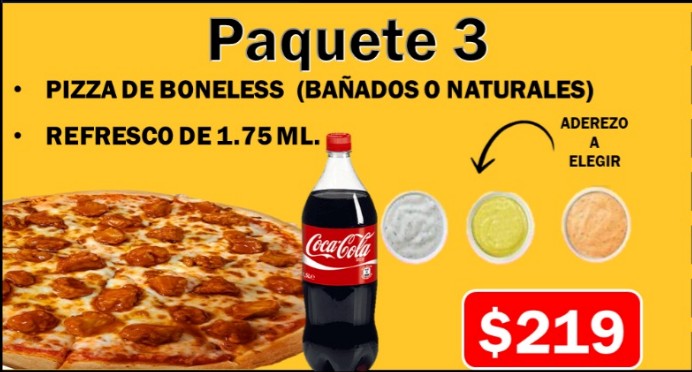 Paquete 3
• PIZZA DE BONELESS (BAÑADOS O NATURALES)
• REFRESCO DE 1.75 ML.
ADEREZO
A
ELEGIR
Coca-Cola
$219